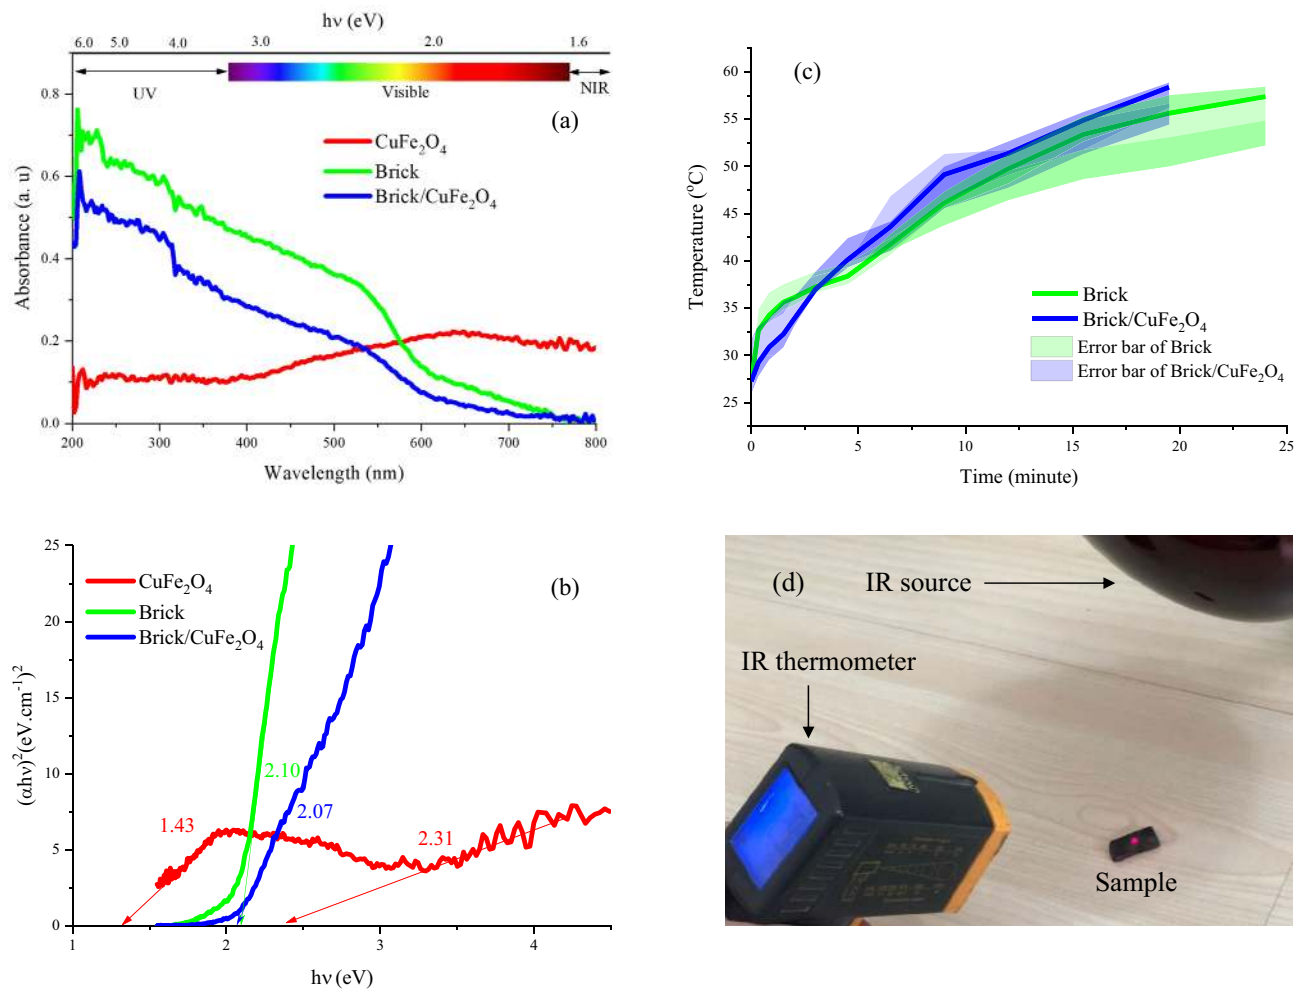 hν (eV)
6.0 5.0 4.0 3.0 2.0 1.6
UV Visible NIR
(a)
CuFe₂O₄
Brick
Brick/CuFe₂O₄
Absorbance (a. u)
0.8
0.6
0.4
0.2
0.0
200 300 400 500 600 700 800
Wavelength (nm)
(c)
Temperature (°C)
60
55
50
45
40
35
30
25
Brick
Brick/CuFe₂O₄
Error bar of Brick
Error bar of Brick/CuFe₂O₄
0 5 10 15 20 25
Time (minute)
(b)
CuFe₂O₄
Brick
Brick/CuFe₂O₄
(αhν)²(eV.cm⁻¹)²
25
20
15
10
5
0
2.10
2.07
1.43
2.31
1 2 3 4
hν (eV)
(d)
IR source
IR thermometer
Sample